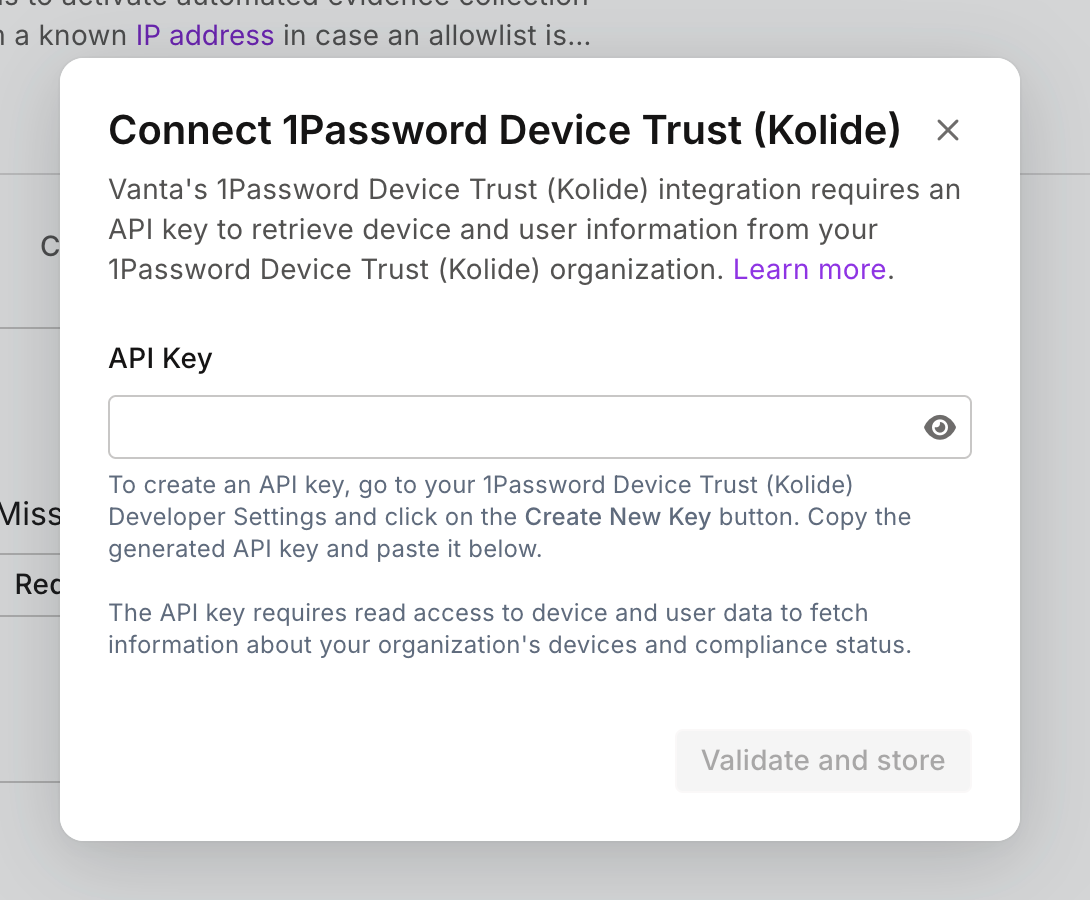 to activate automated evidence collection
a known IP address in case an allowlist is...
Connect 1Password Device Trust (Kolide)
Vanta's 1Password Device Trust (Kolide) integration requires an
API key to retrieve device and user information from your
1Password Device Trust (Kolide) organization. Learn more.
C
API Key
To create an API key, go to your 1Password Device Trust (Kolide)
Developer Settings and click on the Create New Key button. Copy the
generated API key and paste it below.
Miss
Rec
The API key requires read access to device and user data to fetch
information about your organization's devices and compliance status.
Validate and store